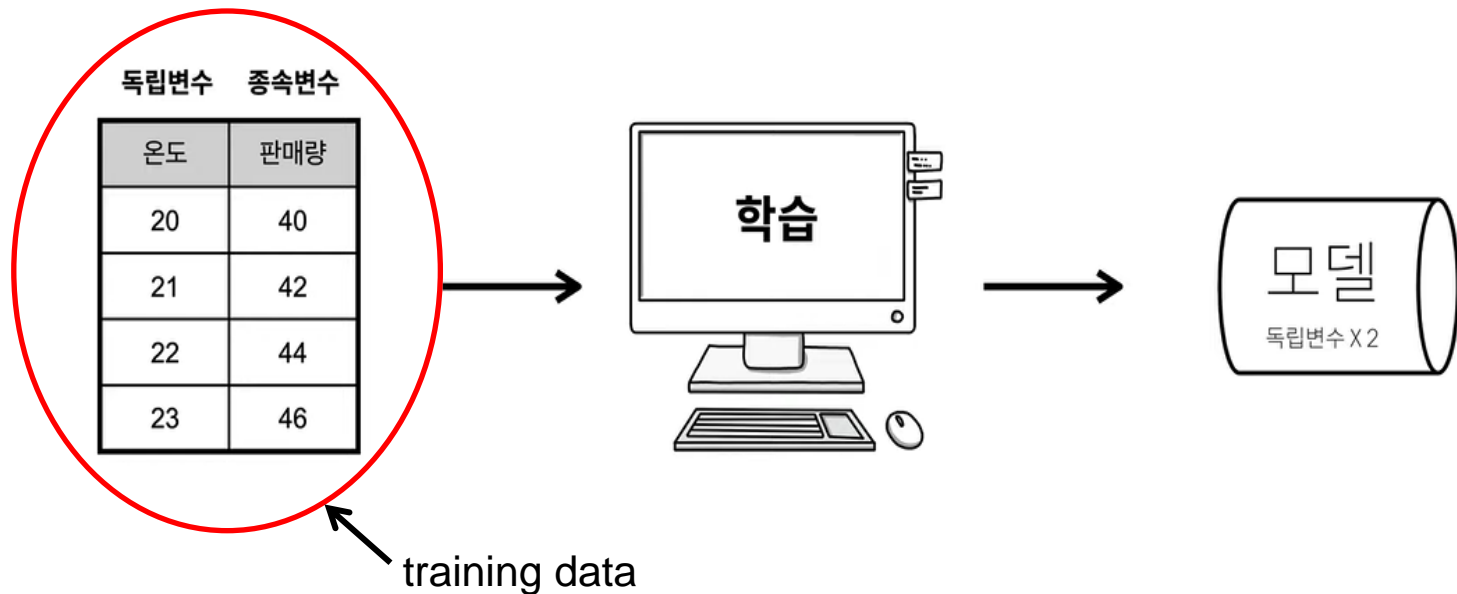 독립변수 종속변수
온도 판매량
20 40
21 42
22 44
23 46
학습
모델
독립변수 X 2
training data